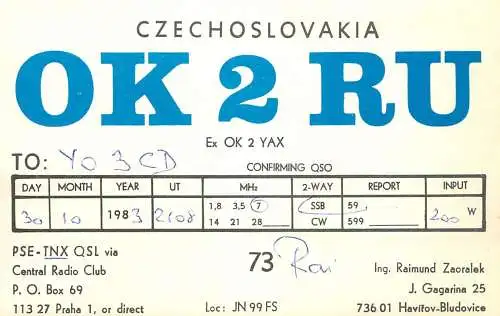 CZECHOSLOVAKIA
OK 2 RU
Ex OK 2 YAX
TO: YO 3CD
CONFIRMING QSO
DAY MONTH YEAR UT MHz 2-WAY REPORT INPUT
1,8 3,5 7 SSB 59
30 10 1983 2108 200 W
14 21 28 CW 599
PSE-TNX QSL via 73 Rai Ing. Raimund Zaoralek
Central Radio Club J. Gagarina 25
P. O. Box 69
113 27 Praha 1, or direct Loc: JN 99 FS 736 01 Havířov-Bludovice